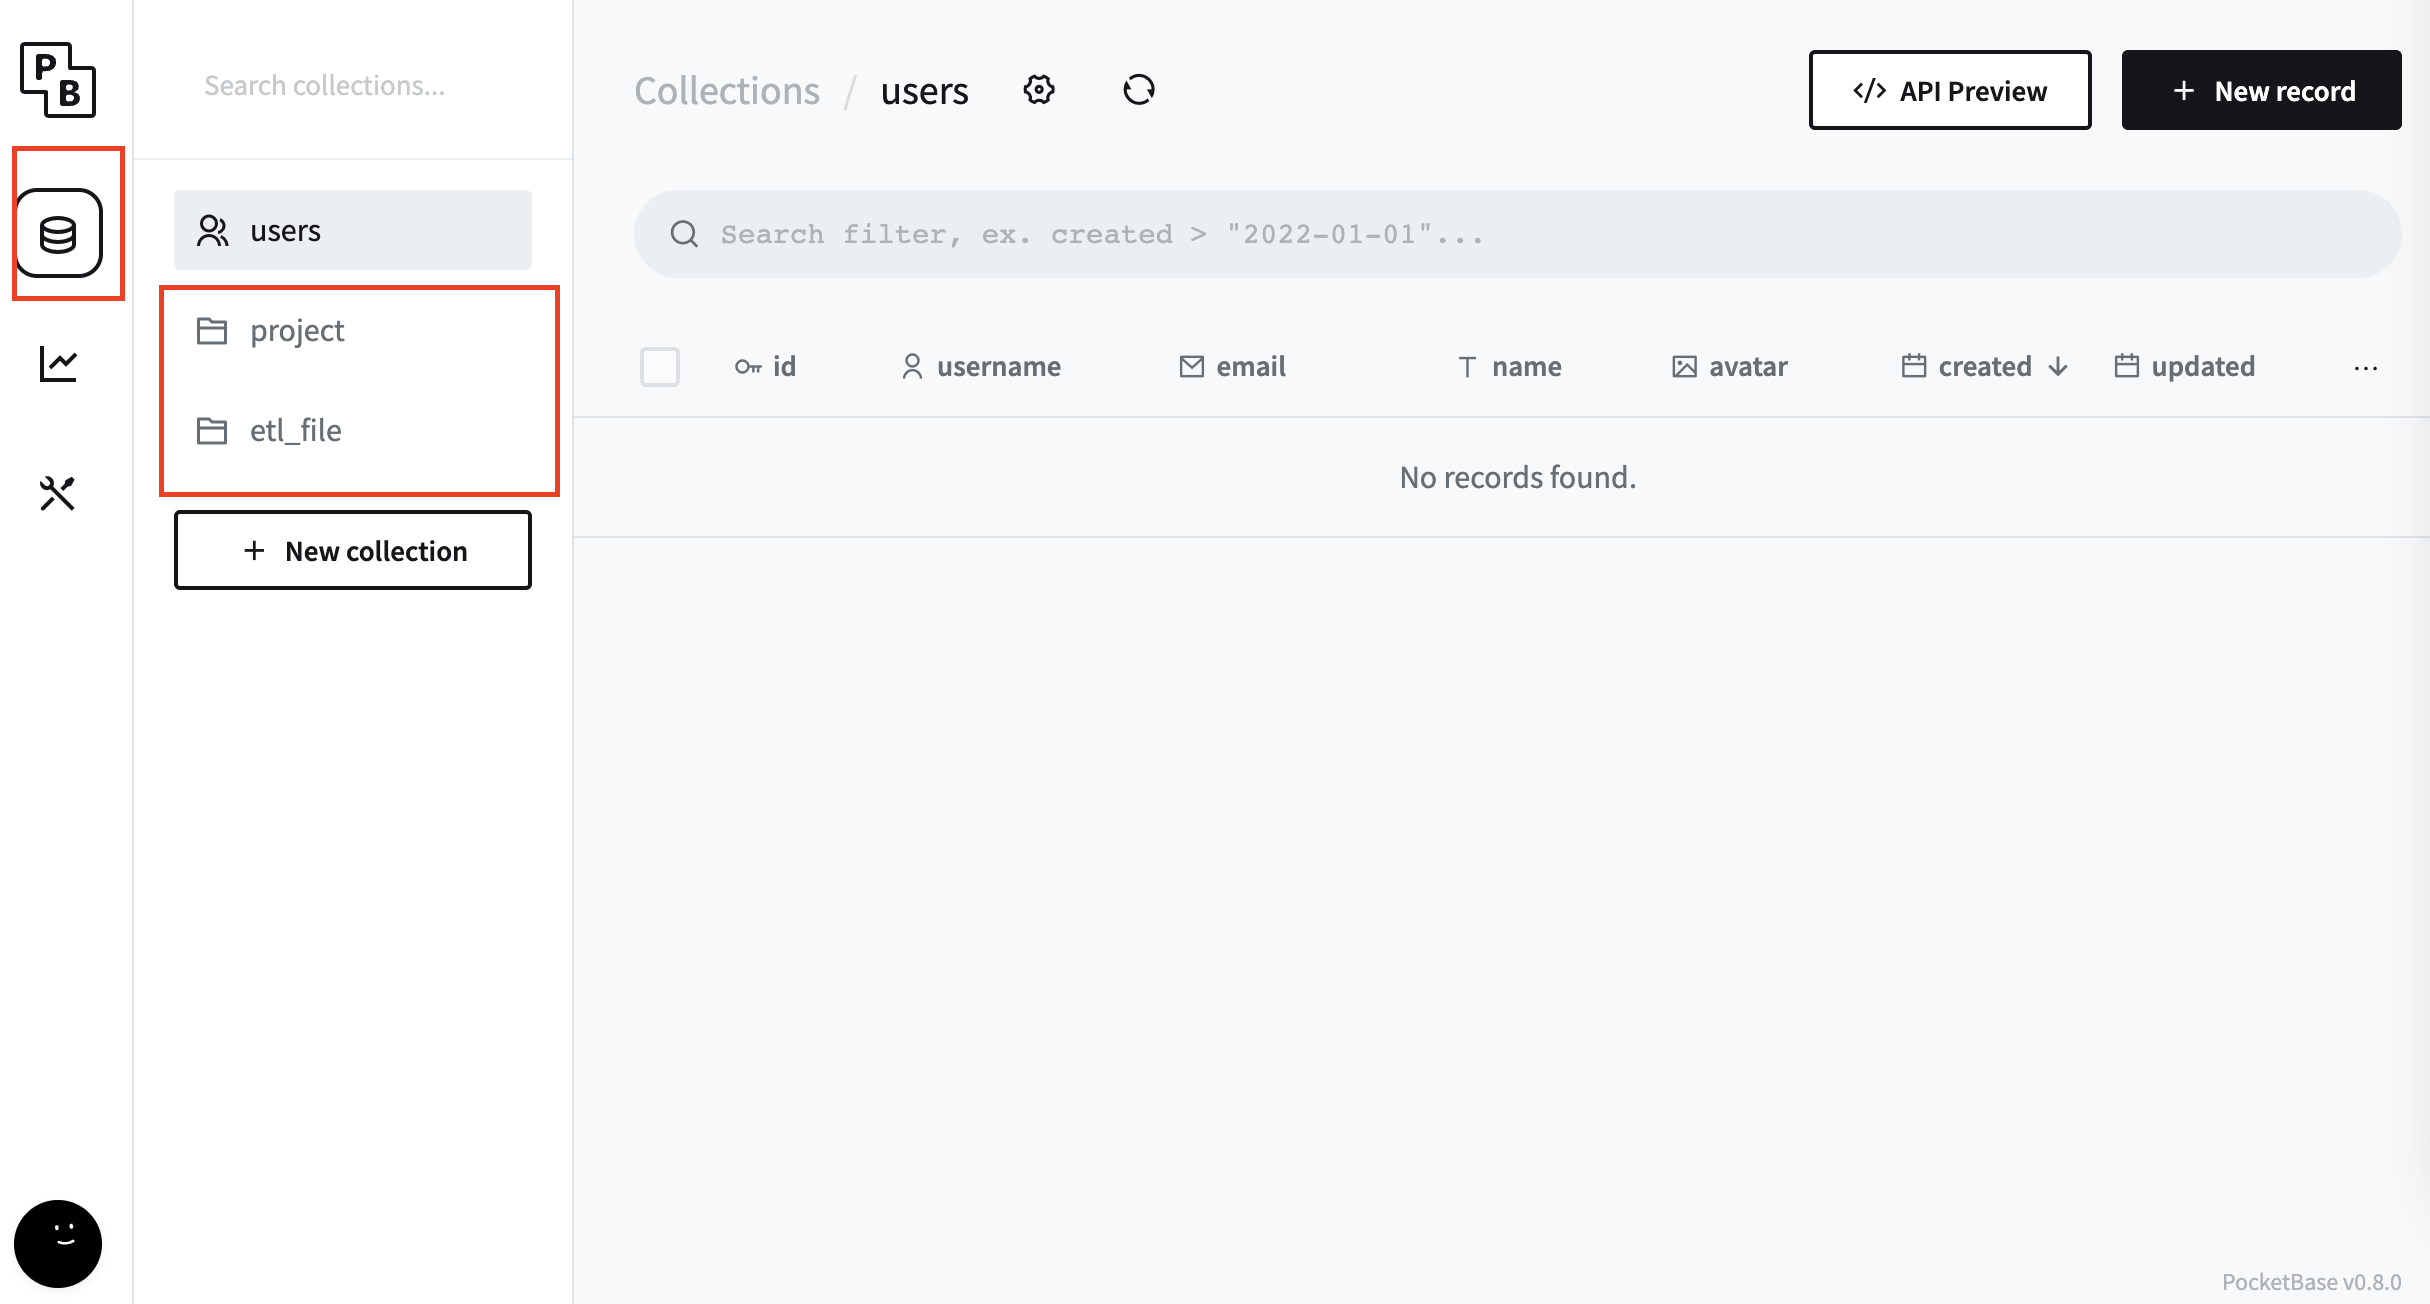 P
B
Search collections...
Collections / users
</> API Preview
+ New record
users
Search filter, ex. created > "2022-01-01"...
project
etl_file
+ New collection
id username email name avatar created updated ...
No records found.
PocketBase v0.8.0